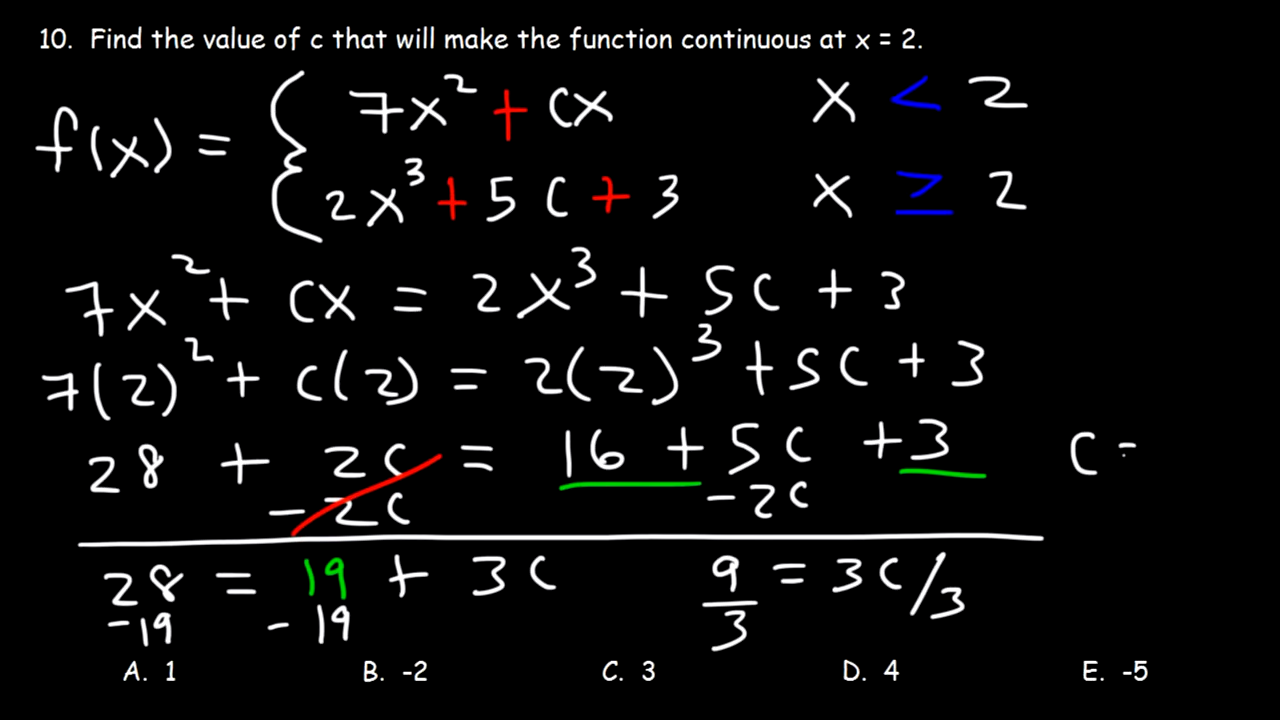 10. Find the value of c that will make the function continuous at x = 2.
f(x) = { 7x² + cx x < 2
2x³ + 5c + 3 x ≥ 2
7x² + cx = 2x³ + 5c + 3
7(2)² + c(2) = 2(2)³ + 5c + 3
28 + 2c = 16 + 5c + 3 c =
- 2c - 2c
28 = 19 + 3c 9/3 = 3c/3
-19 - 19
A. 1 B. -2 C. 3 D. 4 E. -5